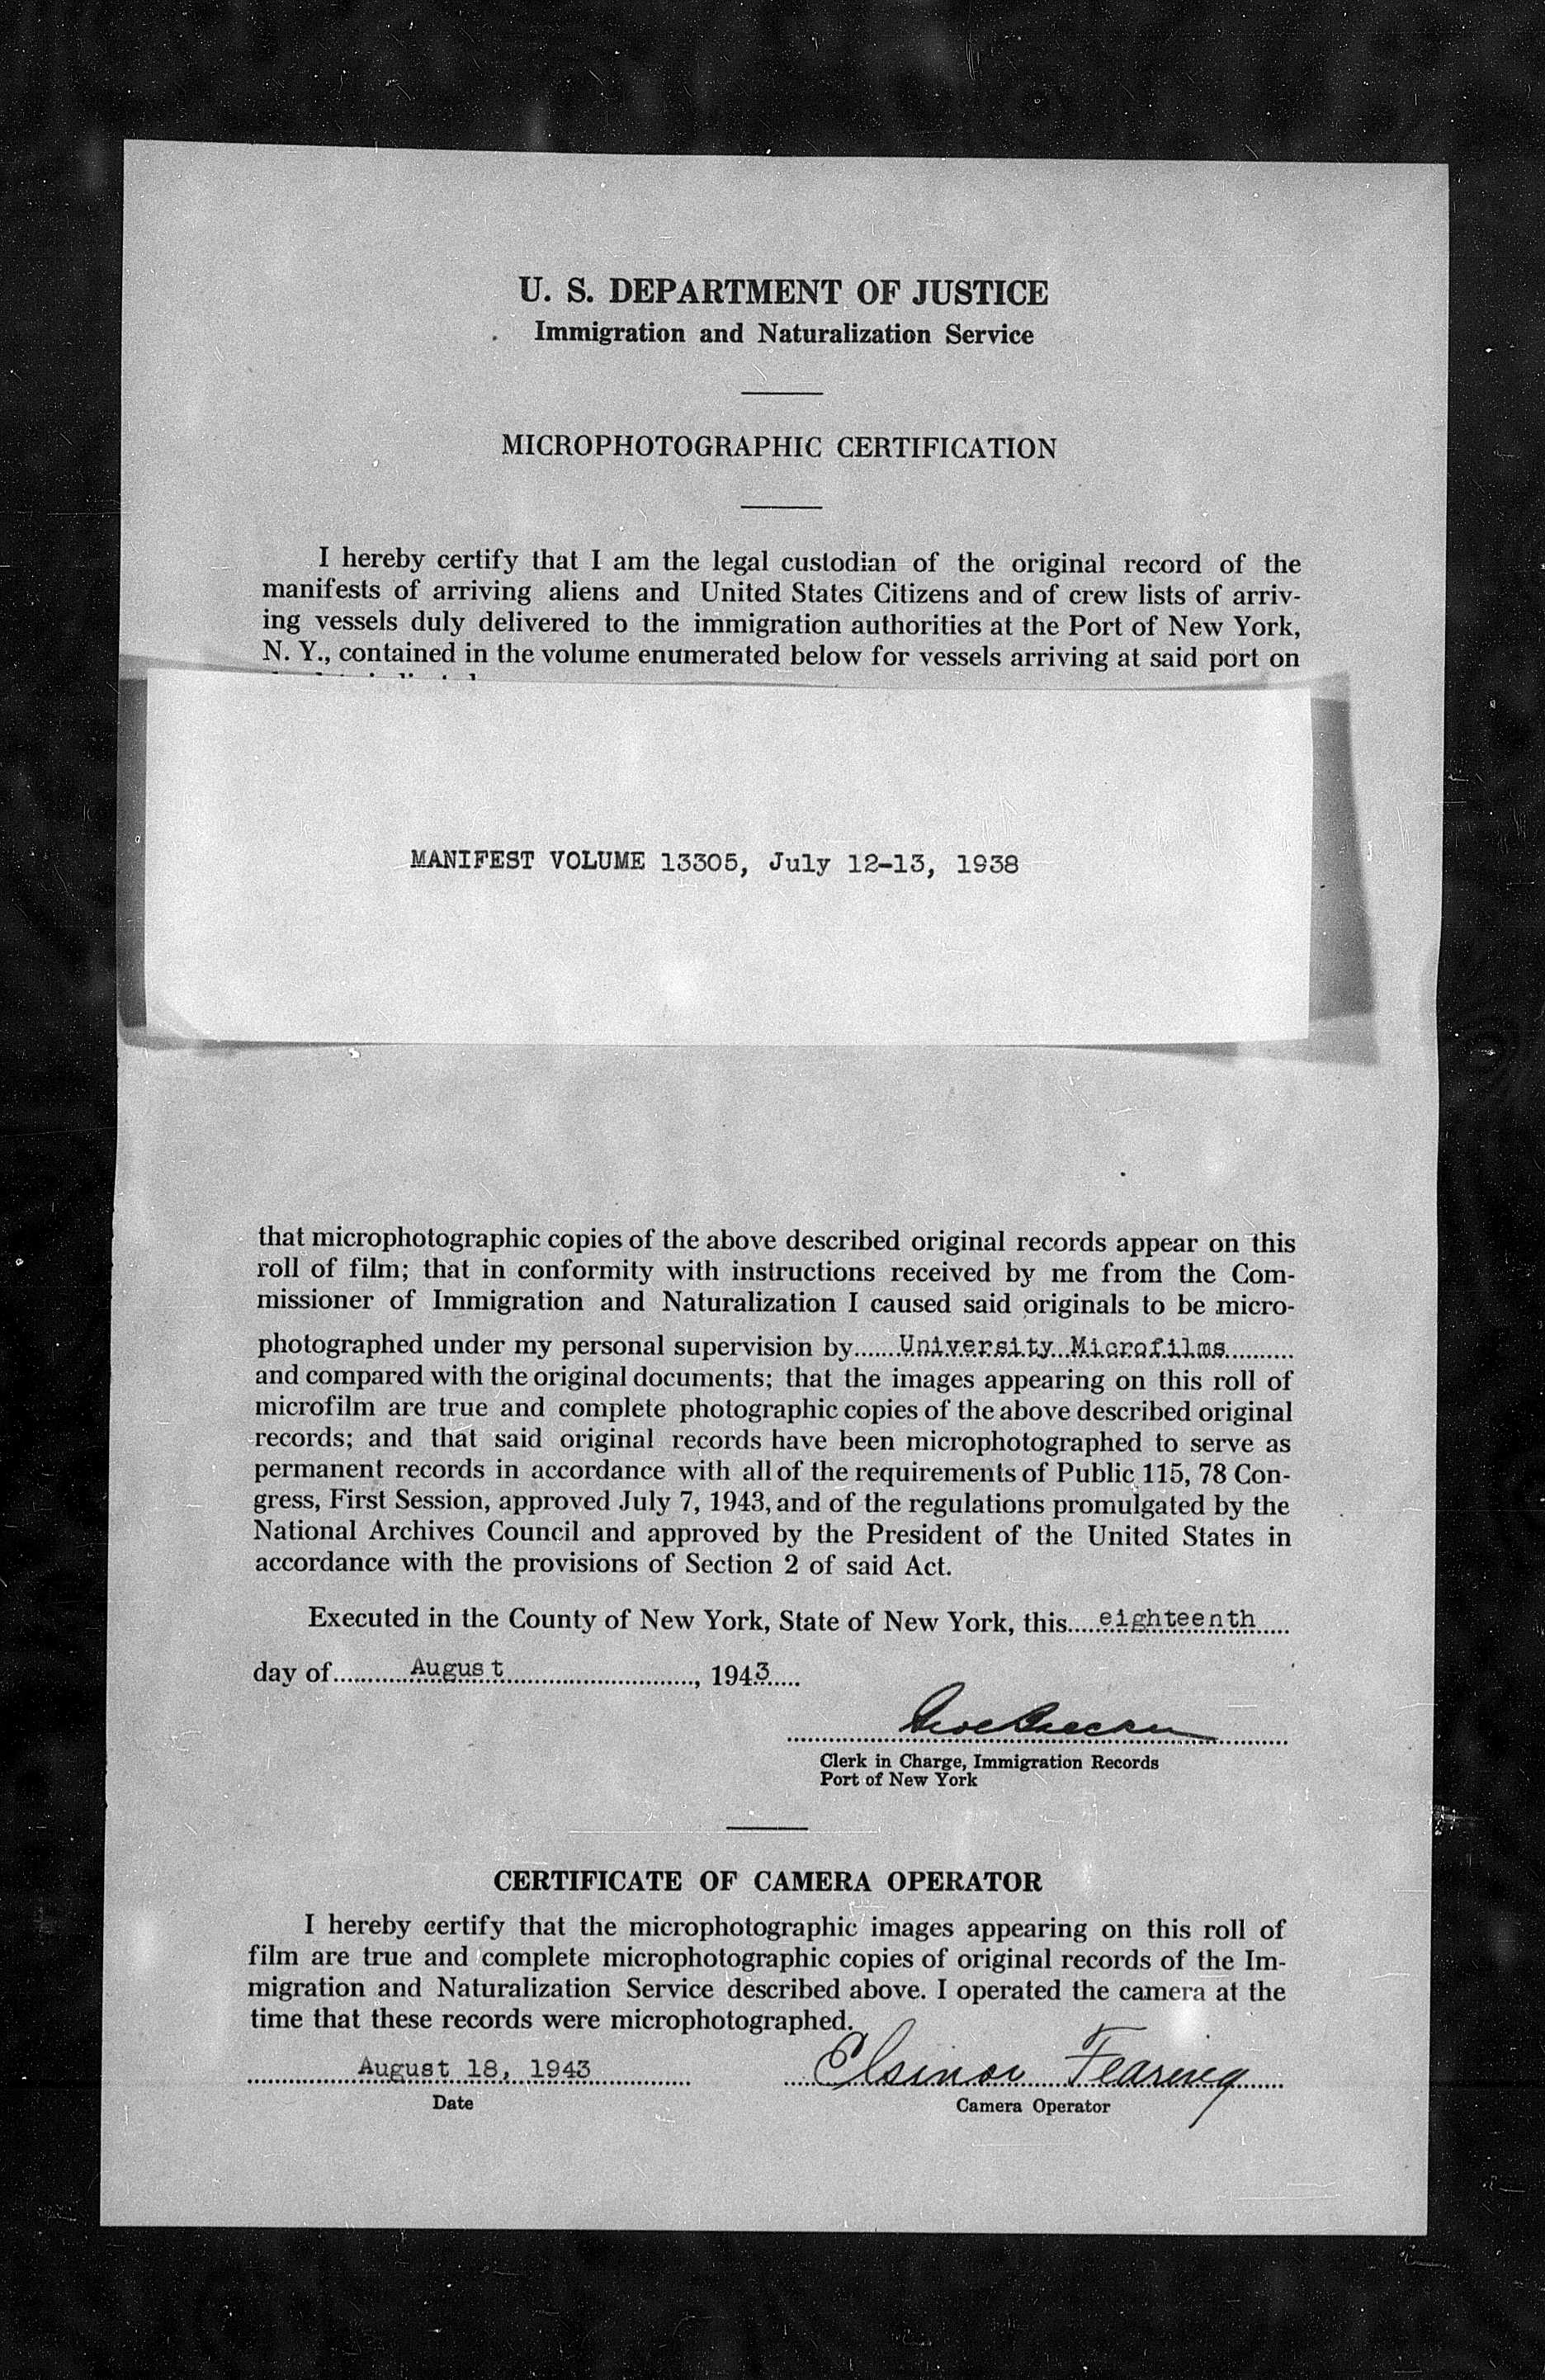 U. S. DEPARTMENT OF JUSTICE
Immigration and Naturalization Service
MICROPHOTOGRAPHIC CERTIFICATION
I hereby certify that I am the legal custodian of the original record of the
manifests of arriving aliens and United States Citizens and of crew lists of arriv-
ing vessels duly delivered to the immigration authorities at the Port of New York,
N. Y., contained in the volume enumerated below for vessels arriving at said port on
MANIFEST VOLUME 13305, July 12-13, 1938
that microphotographic copies of the above described original records appear on this
roll of film; that in conformity with instructions received by me from the Com-
missioner of Immigration and Naturalization I caused said originals to be micro-
photographed under my personal supervision by......University Microfilms..........
and compared with the original documents; that the images appearing on this roll of
microfilm are true and complete photographic copies of the above described original
records; and that said original records have been microphotographed to serve as
permanent records in accordance with all of the requirements of Public 115, 78 Con-
gress, First Session, approved July 7, 1943, and of the regulations promulgated by the
National Archives Council and approved by the President of the United States in
accordance with the provisions of Section 2 of said Act.
Executed in the County of New York, State of New York, this.....eighteenth.....
day of............August............................, 1943.....
Clerk in Charge, Immigration Records
Port of New York
CERTIFICATE OF CAMERA OPERATOR
I hereby certify that the microphotographic images appearing on this roll of
film are true and complete microphotographic copies of original records of the Im-
migration and Naturalization Service described above. I operated the camera at the
time that these records were microphotographed.
August 18, 1943 Elsinor Fearing
Date Camera Operator